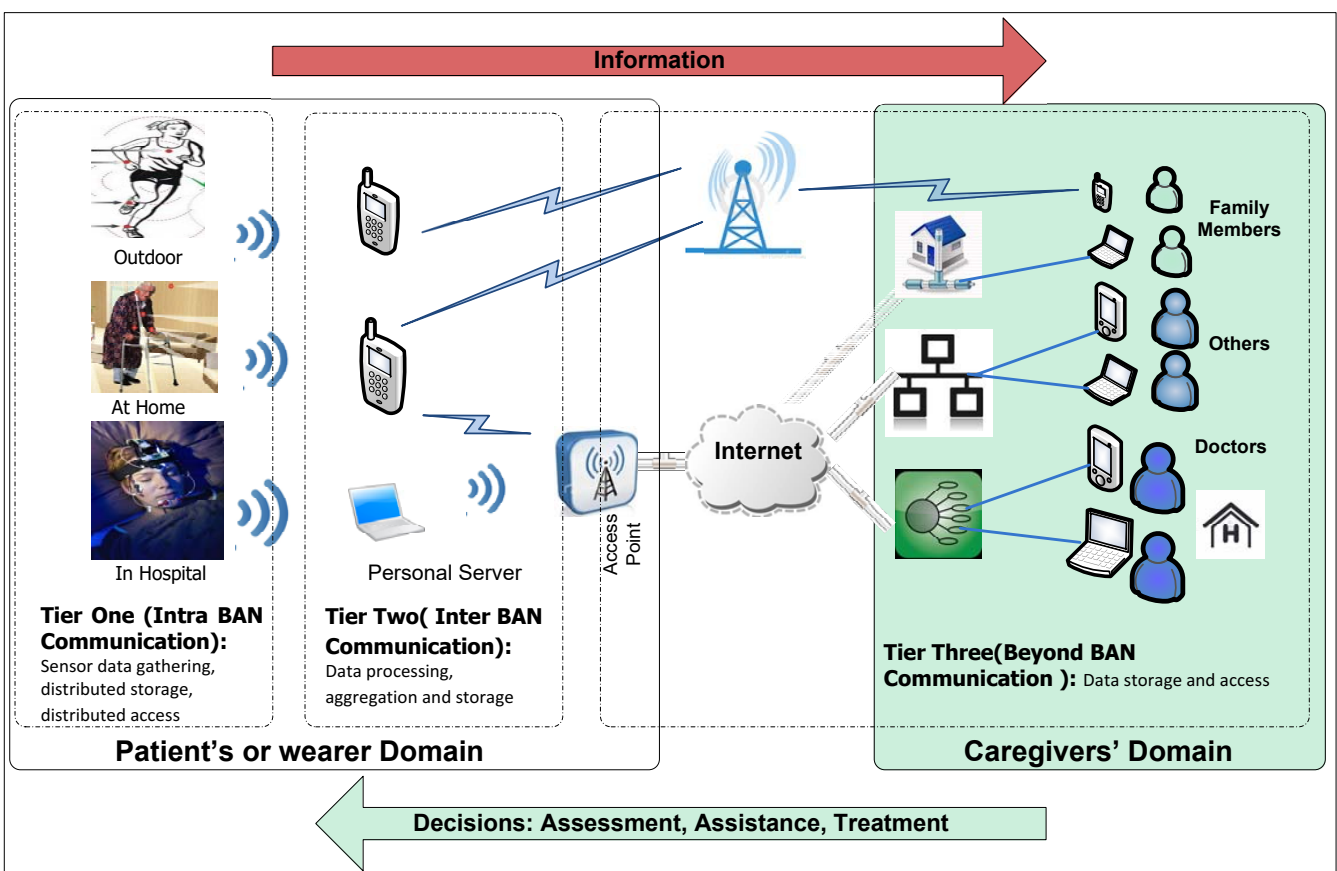 Information
Outdoor
At Home
In Hospital
Tier One (Intra BAN
Communication):
Sensor data gathering,
distributed storage,
distributed access
Personal Server
Tier Two( Inter BAN
Communication):
Data processing,
aggregation and storage
Access
Point
Internet
Family
Members
Others
Doctors
H
Tier Three(Beyond BAN
Communication ): Data storage and access
Patient's or wearer Domain
Caregivers' Domain
Decisions: Assessment, Assistance, Treatment